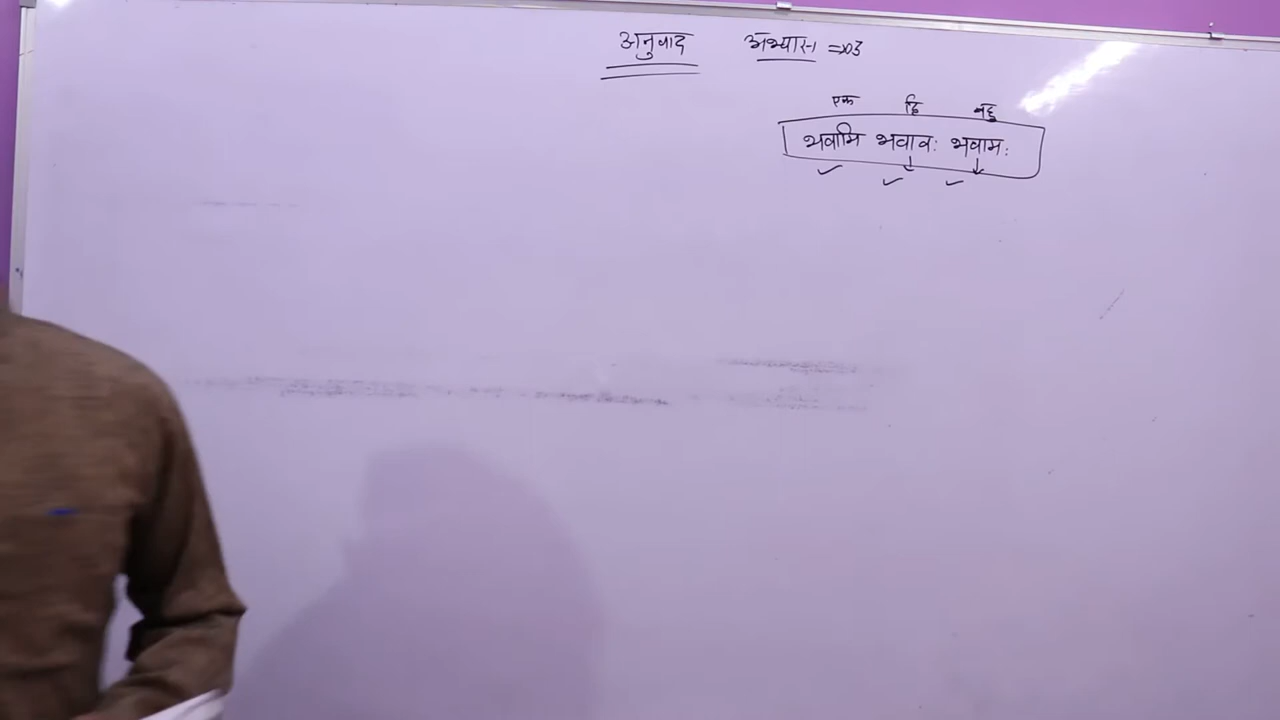 अनुवाद अभ्यास =>03
एक द्वि बहु
भवामि भवावः भवामः